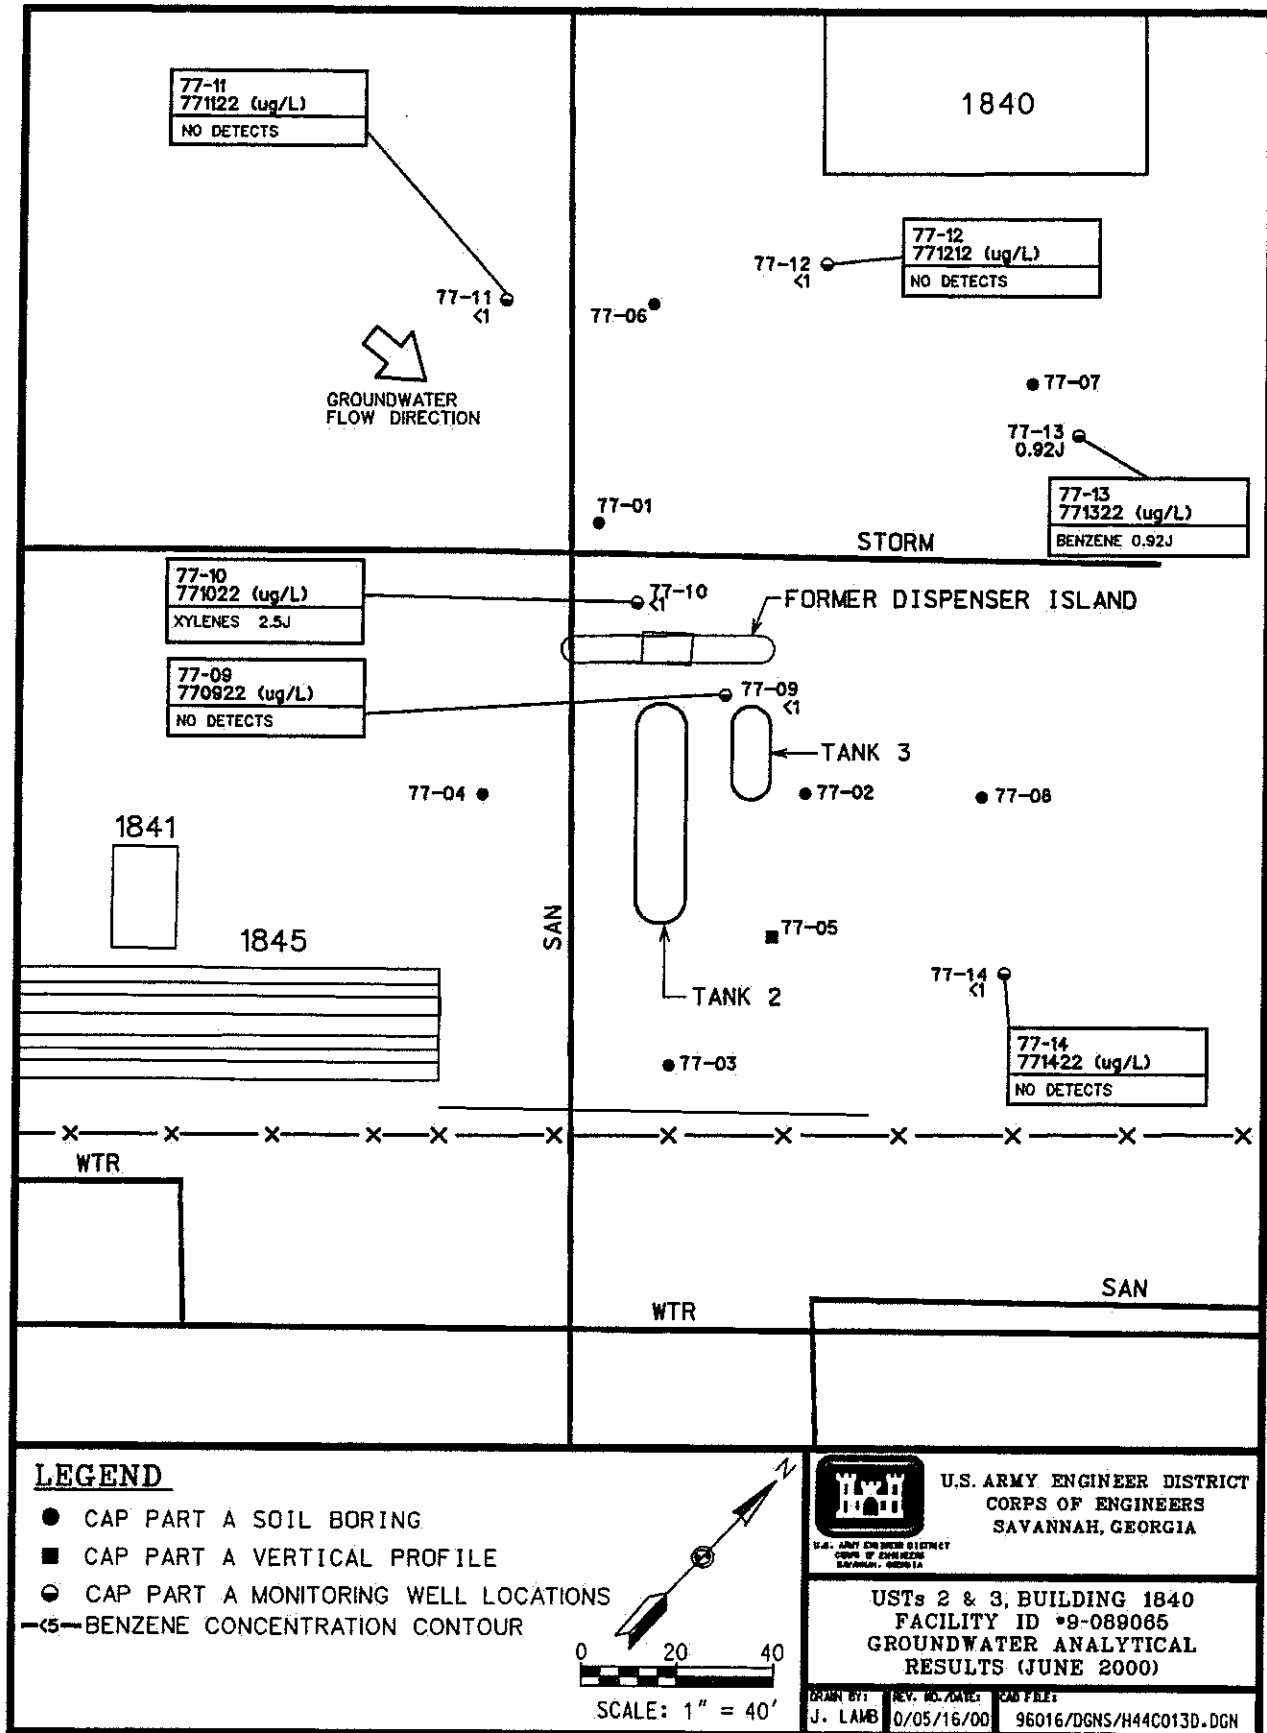 77-11
771122 (ug/L)
NO DETECTS
1840
77-12
771212 (ug/L)
NO DETECTS
77-12
<1
77-11
<1
77-06
GROUNDWATER
FLOW DIRECTION
77-07
77-13
0.92J
77-13
771322 (ug/L)
BENZENE 0.92J
77-01
STORM
77-10
771022 (ug/L)
XYLENES 2.5J
77-10
<1
FORMER DISPENSER ISLAND
77-09
770922 (ug/L)
NO DETECTS
77-09
<1
TANK 3
77-04
77-02
77-08
1841
SAN
1845
77-05
77-14
<1
TANK 2
77-14
771422 (ug/L)
NO DETECTS
77-03
WTR
SAN
WTR
LEGEND
CAP PART A SOIL BORING
CAP PART A VERTICAL PROFILE
CAP PART A MONITORING WELL LOCATIONS
<5 BENZENE CONCENTRATION CONTOUR
N
0 20 40
SCALE: 1" = 40'
U.S. ARMY ENGINEER DISTRICT
CORPS OF ENGINEERS
SAVANNAH, GEORGIA
U.S. ARMY ENGINEER DISTRICT
CORPS OF ENGINEERS
SAVANNAH, GEORGIA
USTs 2 & 3, BUILDING 1840
FACILITY ID *9-089065
GROUNDWATER ANALYTICAL
RESULTS (JUNE 2000)
DRAWN BY:
J. LAMB
REV. NO./DATE:
0/05/16/00
CAD FILE:
96016/DGNS/H44C013D.DGN